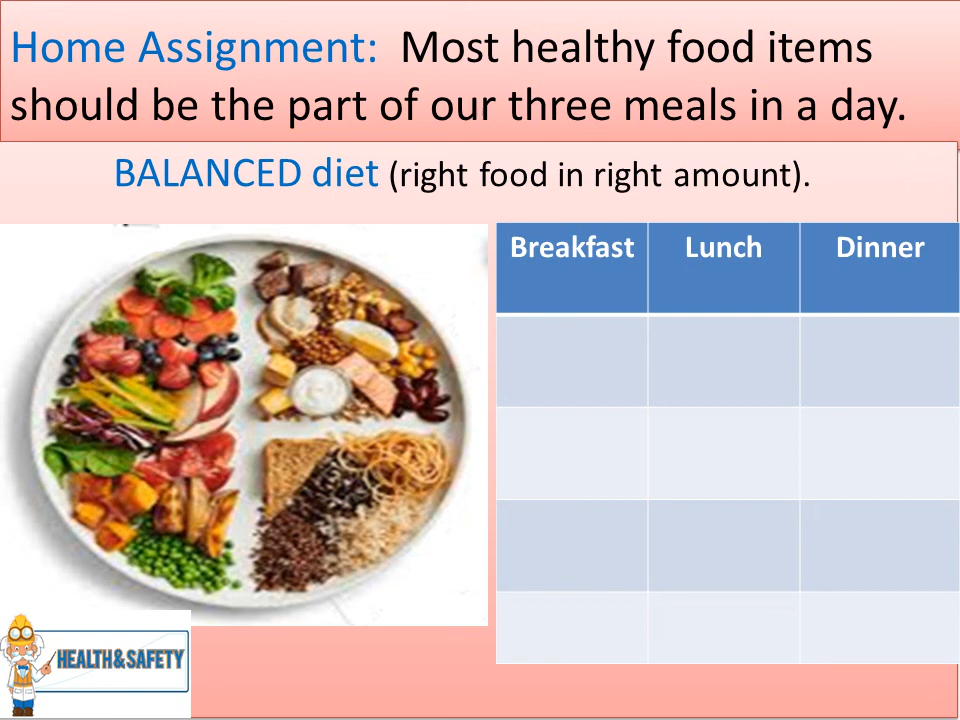 Home Assignment: Most healthy food items
should be the part of our three meals in a day.
BALANCED diet (right food in right amount).
Breakfast Lunch Dinner
HEALTH&SAFETY